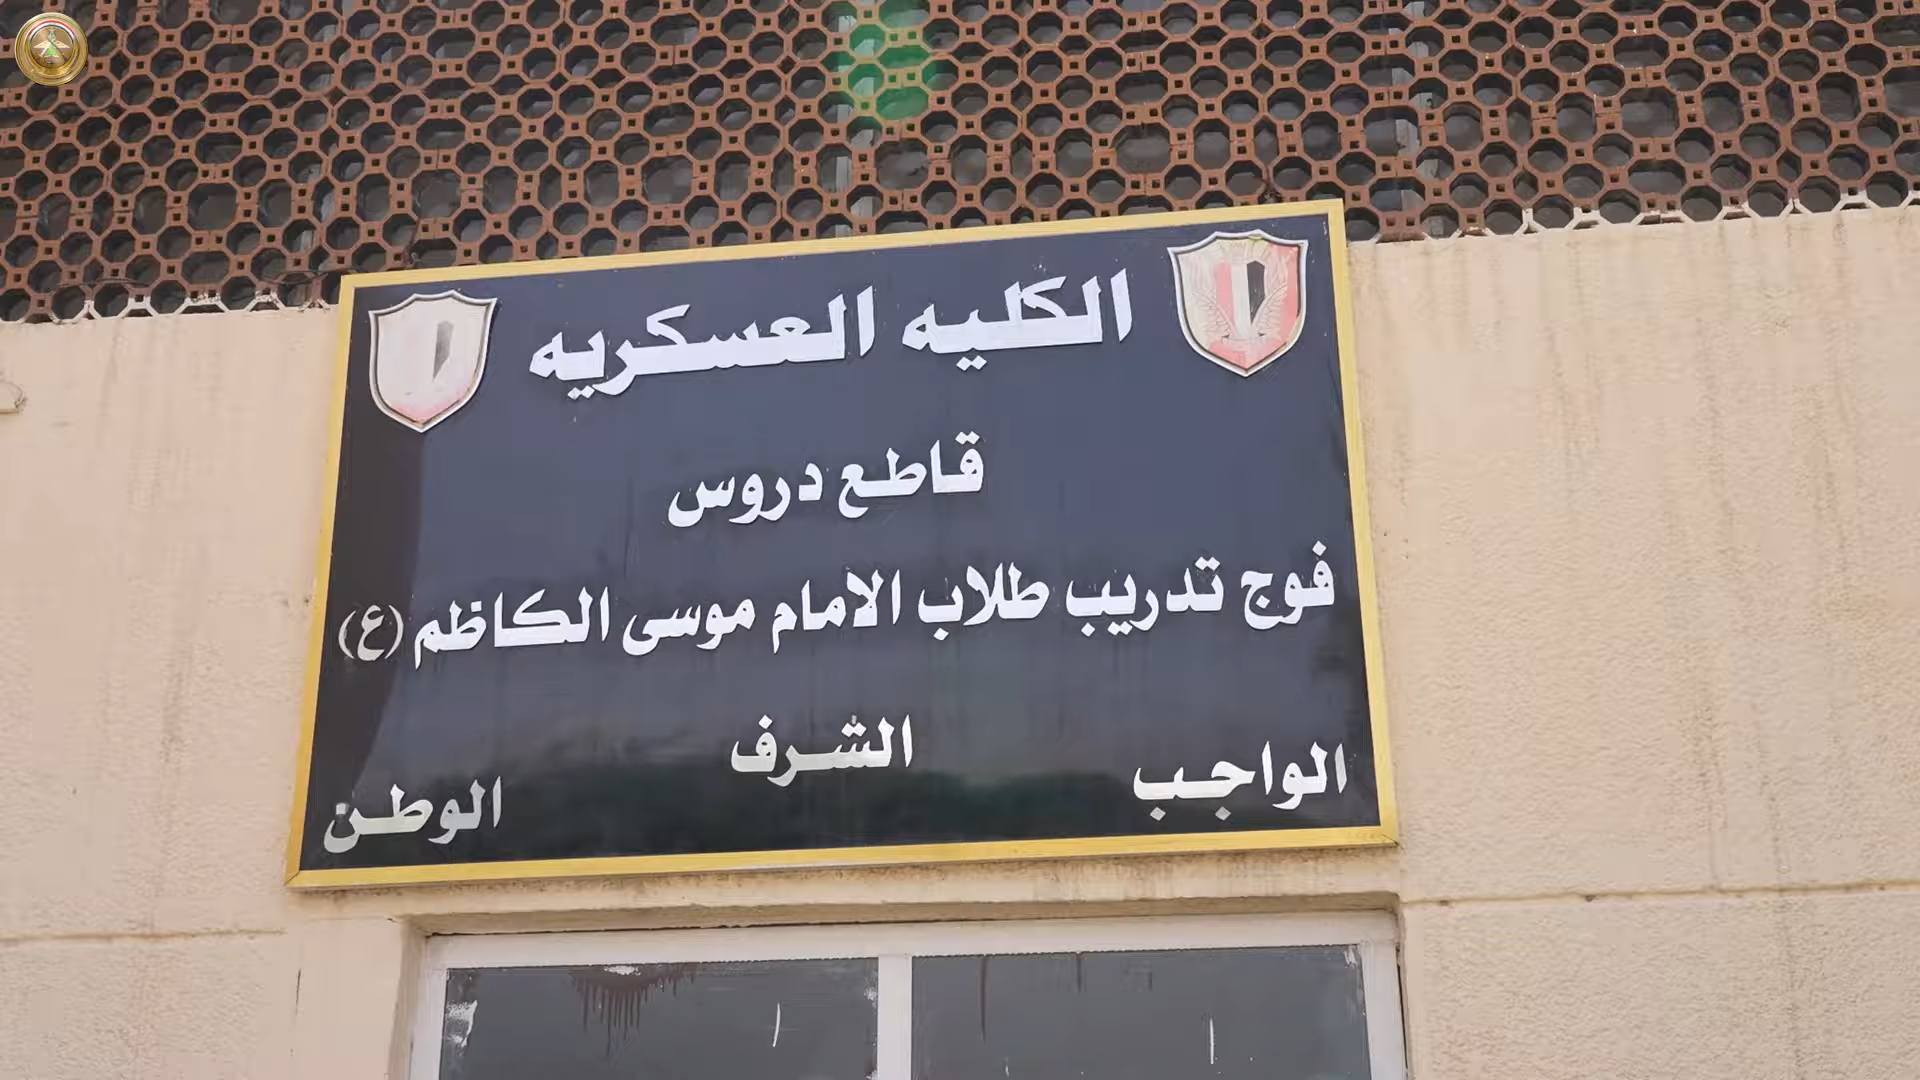 الكليه العسكريه
قاطع دروس
فوج تدريب طلاب الامام موسى الكاظم (ع)
الواجب الشرف الوطن